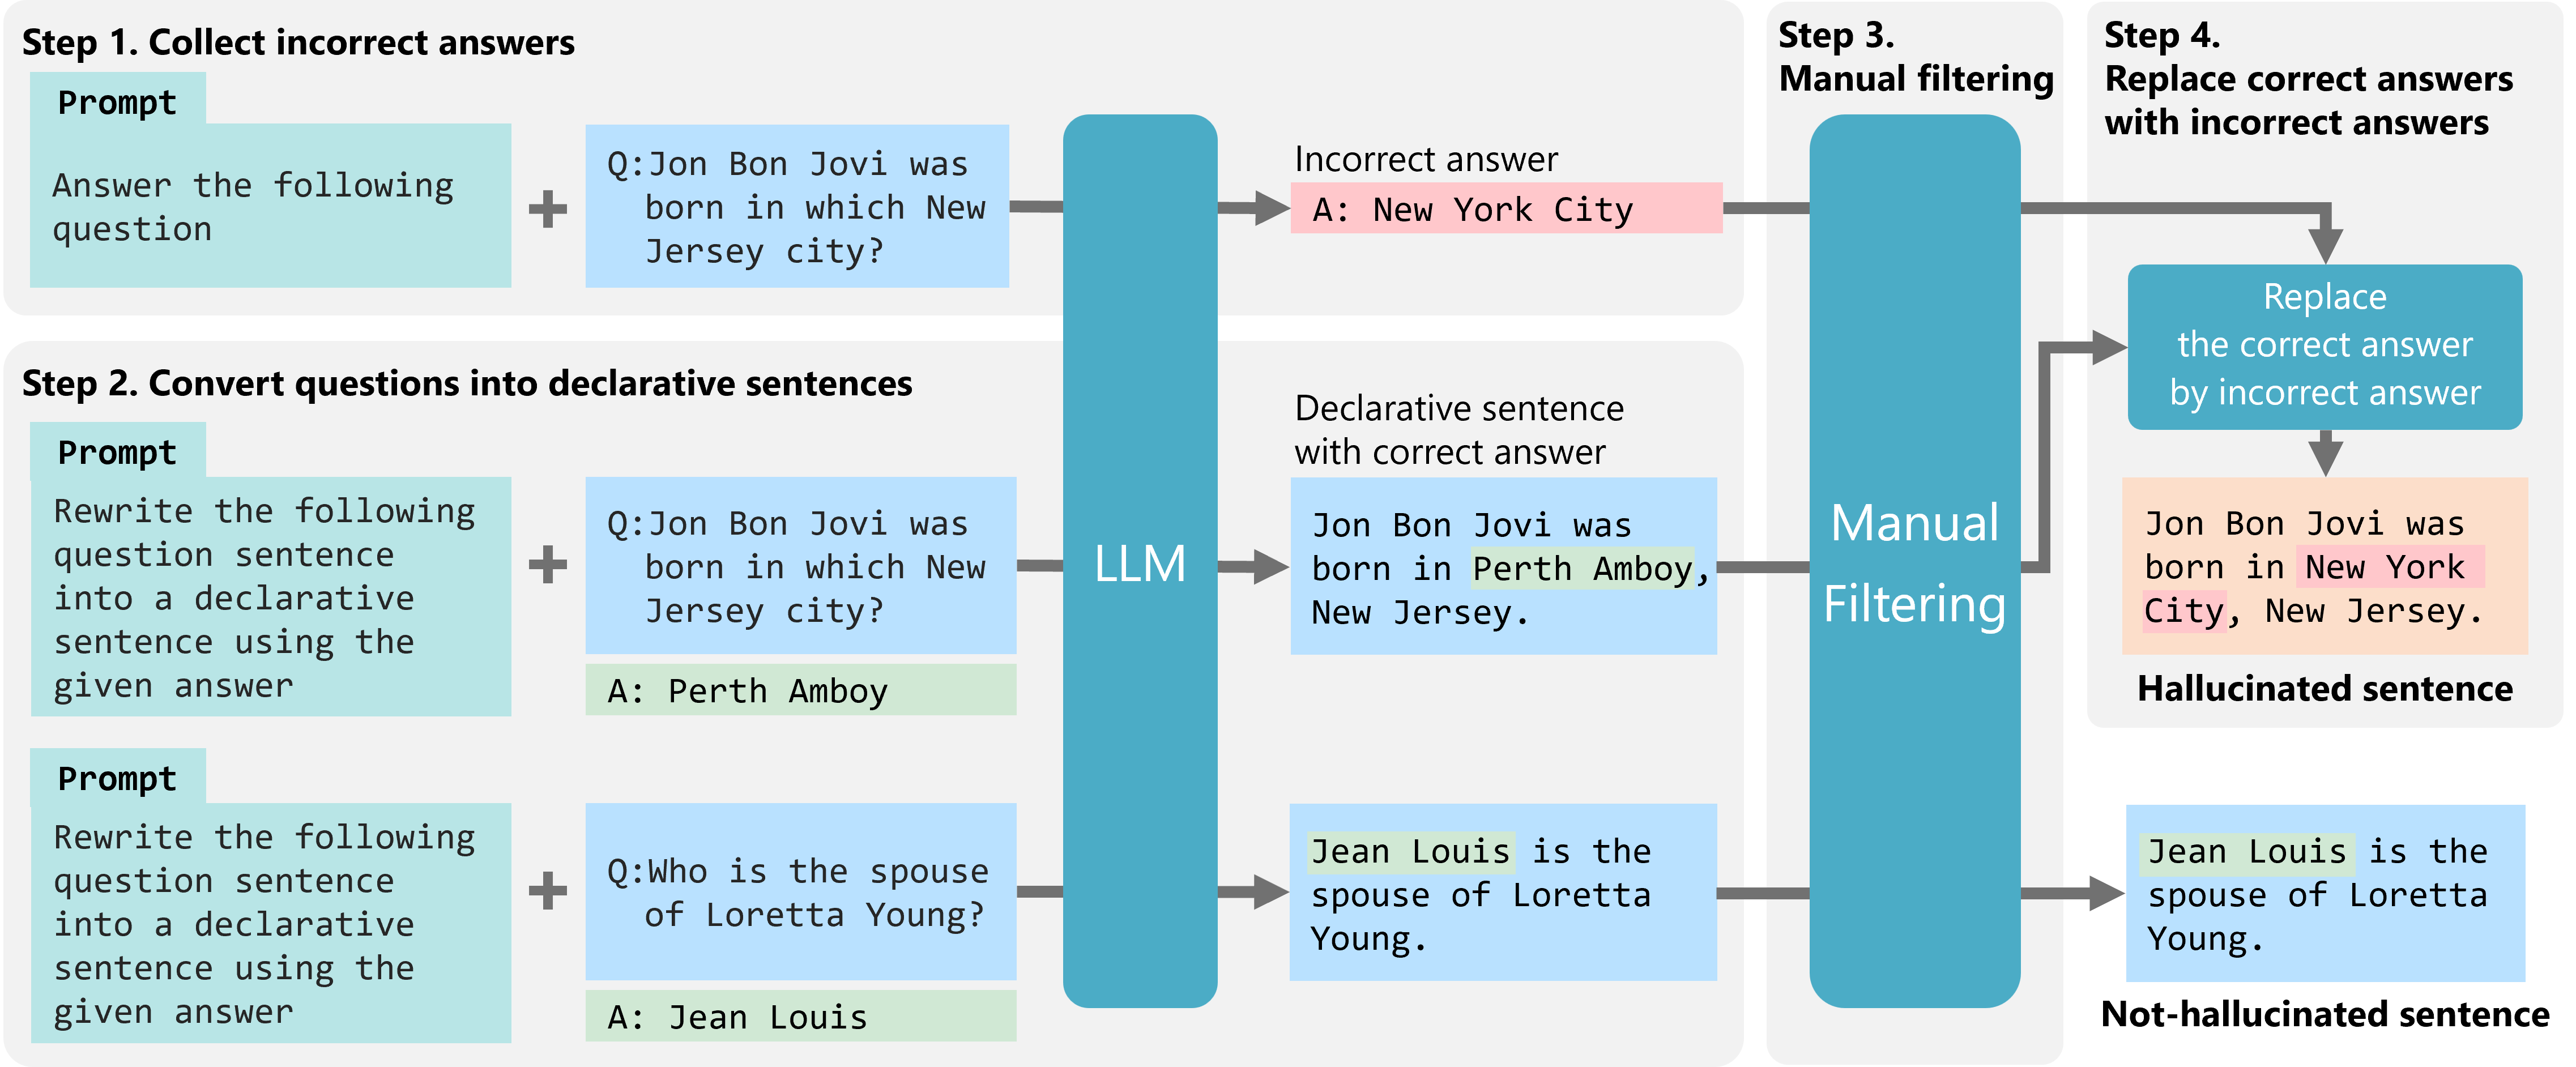 Step 1. Collect incorrect answers
Prompt
Answer the following
question
+
Q:Jon Bon Jovi was
born in which New
Jersey city?
Incorrect answer
A: New York City
Step 2. Convert questions into declarative sentences
Prompt
Rewrite the following
question sentence
into a declarative
sentence using the
given answer
+
Q:Jon Bon Jovi was
born in which New
Jersey city?
A: Perth Amboy
LLM
Declarative sentence
with correct answer
Jon Bon Jovi was
born in Perth Amboy,
New Jersey.
Prompt
Rewrite the following
question sentence
into a declarative
sentence using the
given answer
+
Q:Who is the spouse
of Loretta Young?
A: Jean Louis
Jean Louis is the
spouse of Loretta
Young.
Step 3.
Manual filtering
Manual
Filtering
Step 4.
Replace correct answers
with incorrect answers
Replace
the correct answer
by incorrect answer
Jon Bon Jovi was
born in New York
City, New Jersey.
Hallucinated sentence
Jean Louis is the
spouse of Loretta
Young.
Not-hallucinated sentence